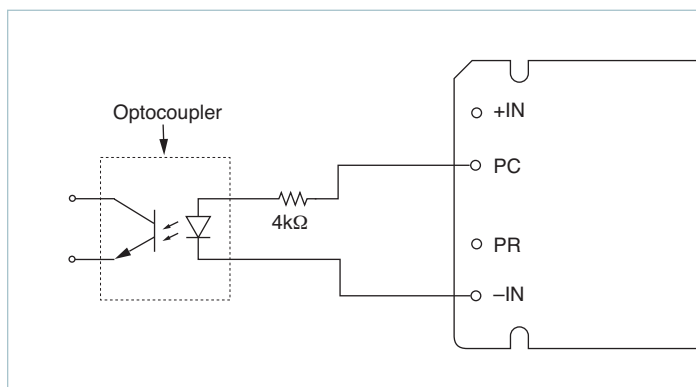 Optocoupler
+IN
PC
4kΩ
PR
–IN